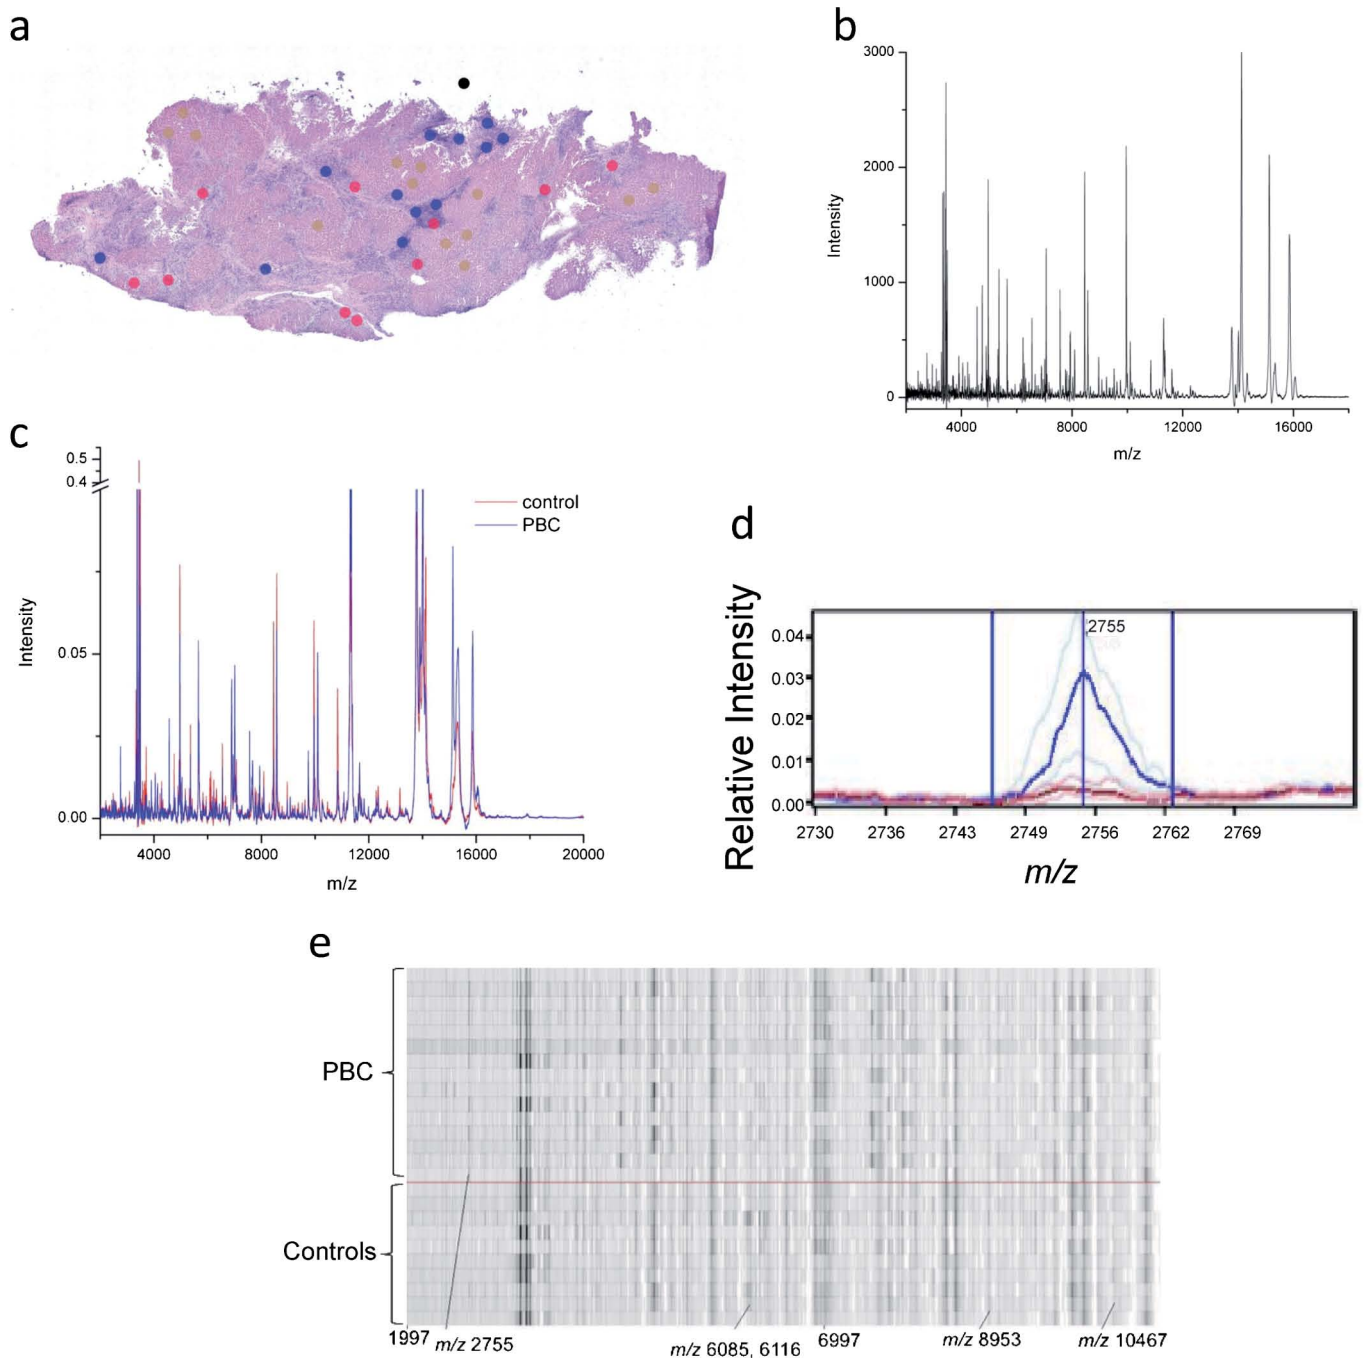 a
b
3000
2000
1000
0
Intensity
4000 8000 12000 16000
m/z
c
0.5
0.4
0.05
0.00
Intensity
control
PBC
4000 8000 12000 16000 20000
m/z
d
Relative Intensity
0.04
0.03
0.02
0.01
0.00
2755
2730 2736 2743 2749 2756 2762 2769
m/z
e
PBC
Controls
1997 m/z 2755 m/z 6085, 6116 6997 m/z 8953 m/z 10467